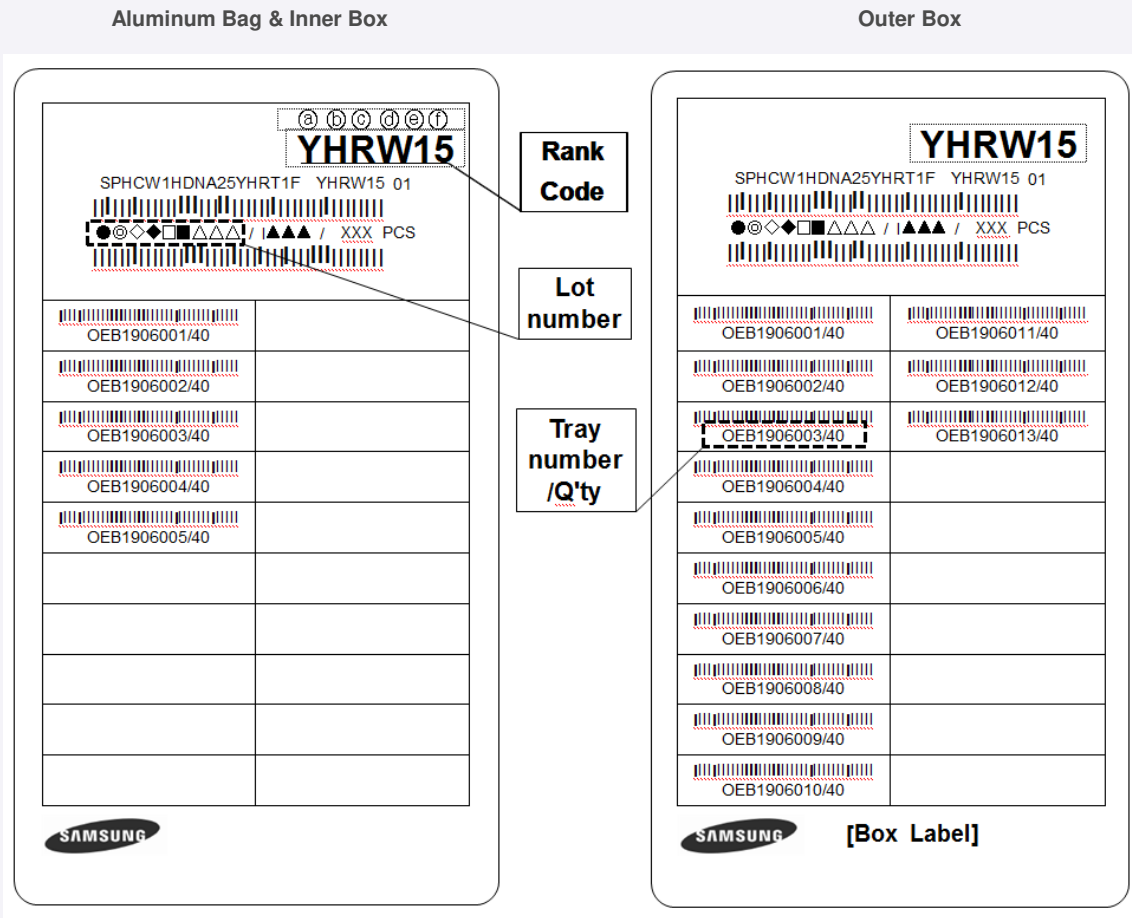 Aluminum Bag & Inner Box
ⓐ ⓑ ⓒ ⓓ ⓔ ⓕ
YHRW15
SPHCW1HDNA25YHRT1F YHRW15 01
●◎◇◆□■△△△ / I▲▲▲ / XXX PCS
OEB1906001/40
OEB1906002/40
OEB1906003/40
OEB1906004/40
OEB1906005/40
SAMSUNG
Rank
Code
Lot
number
Tray
number
/Q'ty
Outer Box
YHRW15
SPHCW1HDNA25YHRT1F YHRW15 01
●◎◇◆□■△△△ / I▲▲▲ / XXX PCS
OEB1906001/40 OEB1906011/40
OEB1906002/40 OEB1906012/40
OEB1906003/40 OEB1906013/40
OEB1906004/40
OEB1906005/40
OEB1906006/40
OEB1906007/40
OEB1906008/40
OEB1906009/40
OEB1906010/40
SAMSUNG [Box Label]